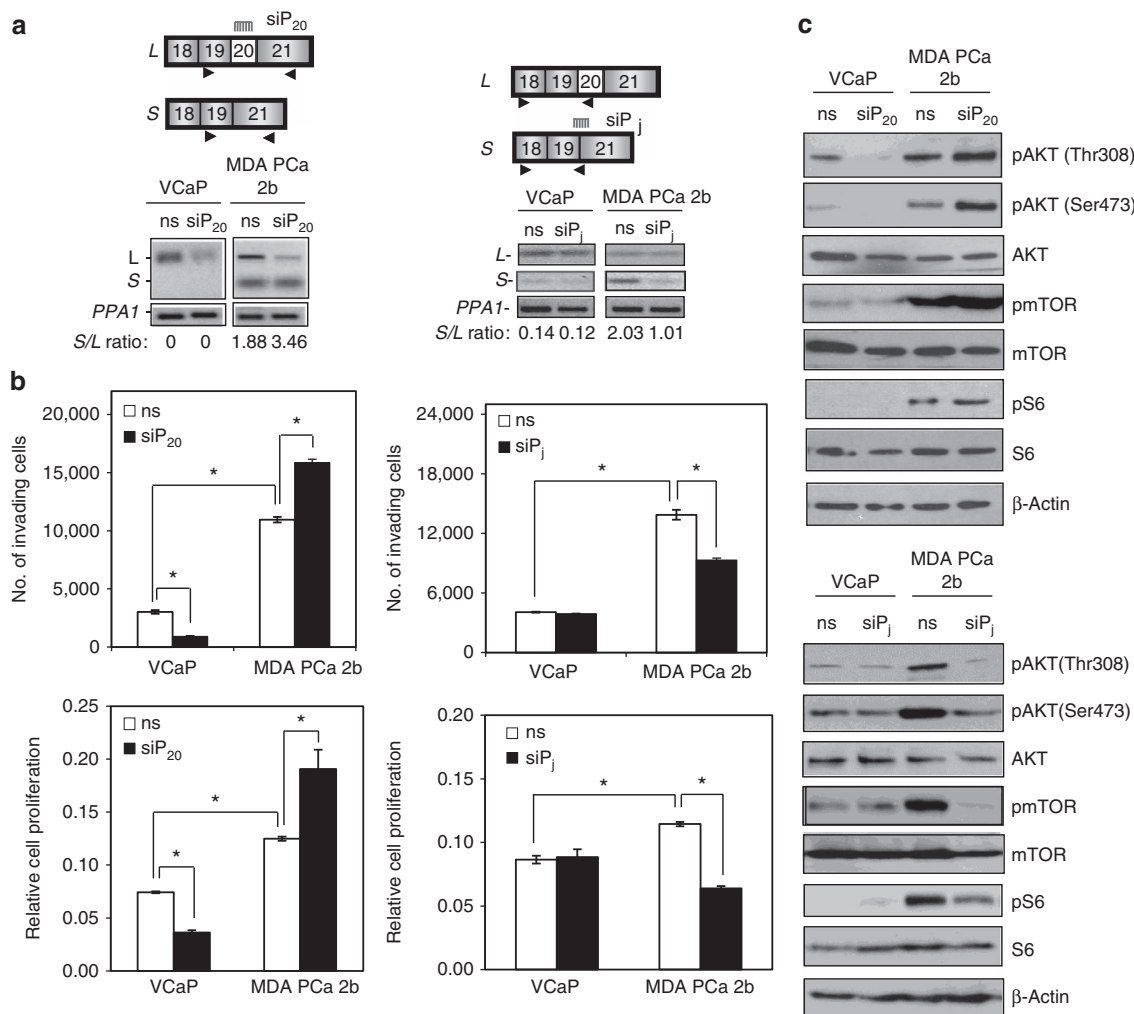 a
siP20
L 18 19 20 21
S 18 19 21
VCaP
MDA PCa
2b
ns siP20 ns siP20
L
S
PPA1
S/L ratio: 0 0 1.88 3.46
L 18 19 20 21
siPj
S 18 19 21
VCaP MDA PCa 2b
ns siPj ns siPj
L-
S-
PPA1-
S/L ratio: 0.14 0.12 2.03 1.01
b
No. of invading cells
20,000
15,000
10,000
5,000
0
ns
siP20
*
*
*
VCaP MDA PCa 2b
No. of invading cells
24,000
18,000
12,000
6,000
0
ns
siPj
*
*
VCaP MDA PCa 2b
Relative cell proliferation
0.25
0.20
0.15
0.10
0.05
0.00
ns
siP20
*
*
*
VCaP MDA PCa 2b
Relative cell proliferation
0.20
0.15
0.10
0.05
0.00
ns
siPj
*
*
VCaP MDA PCa 2b
c
VCaP
MDA PCa
2b
ns siP20 ns siP20
pAKT (Thr308)
pAKT (Ser473)
AKT
pmTOR
mTOR
pS6
S6
β-Actin
VCaP
MDA PCa
2b
ns siPj ns siPj
pAKT(Thr308)
pAKT(Ser473)
AKT
pmTOR
mTOR
pS6
S6
β-Actin